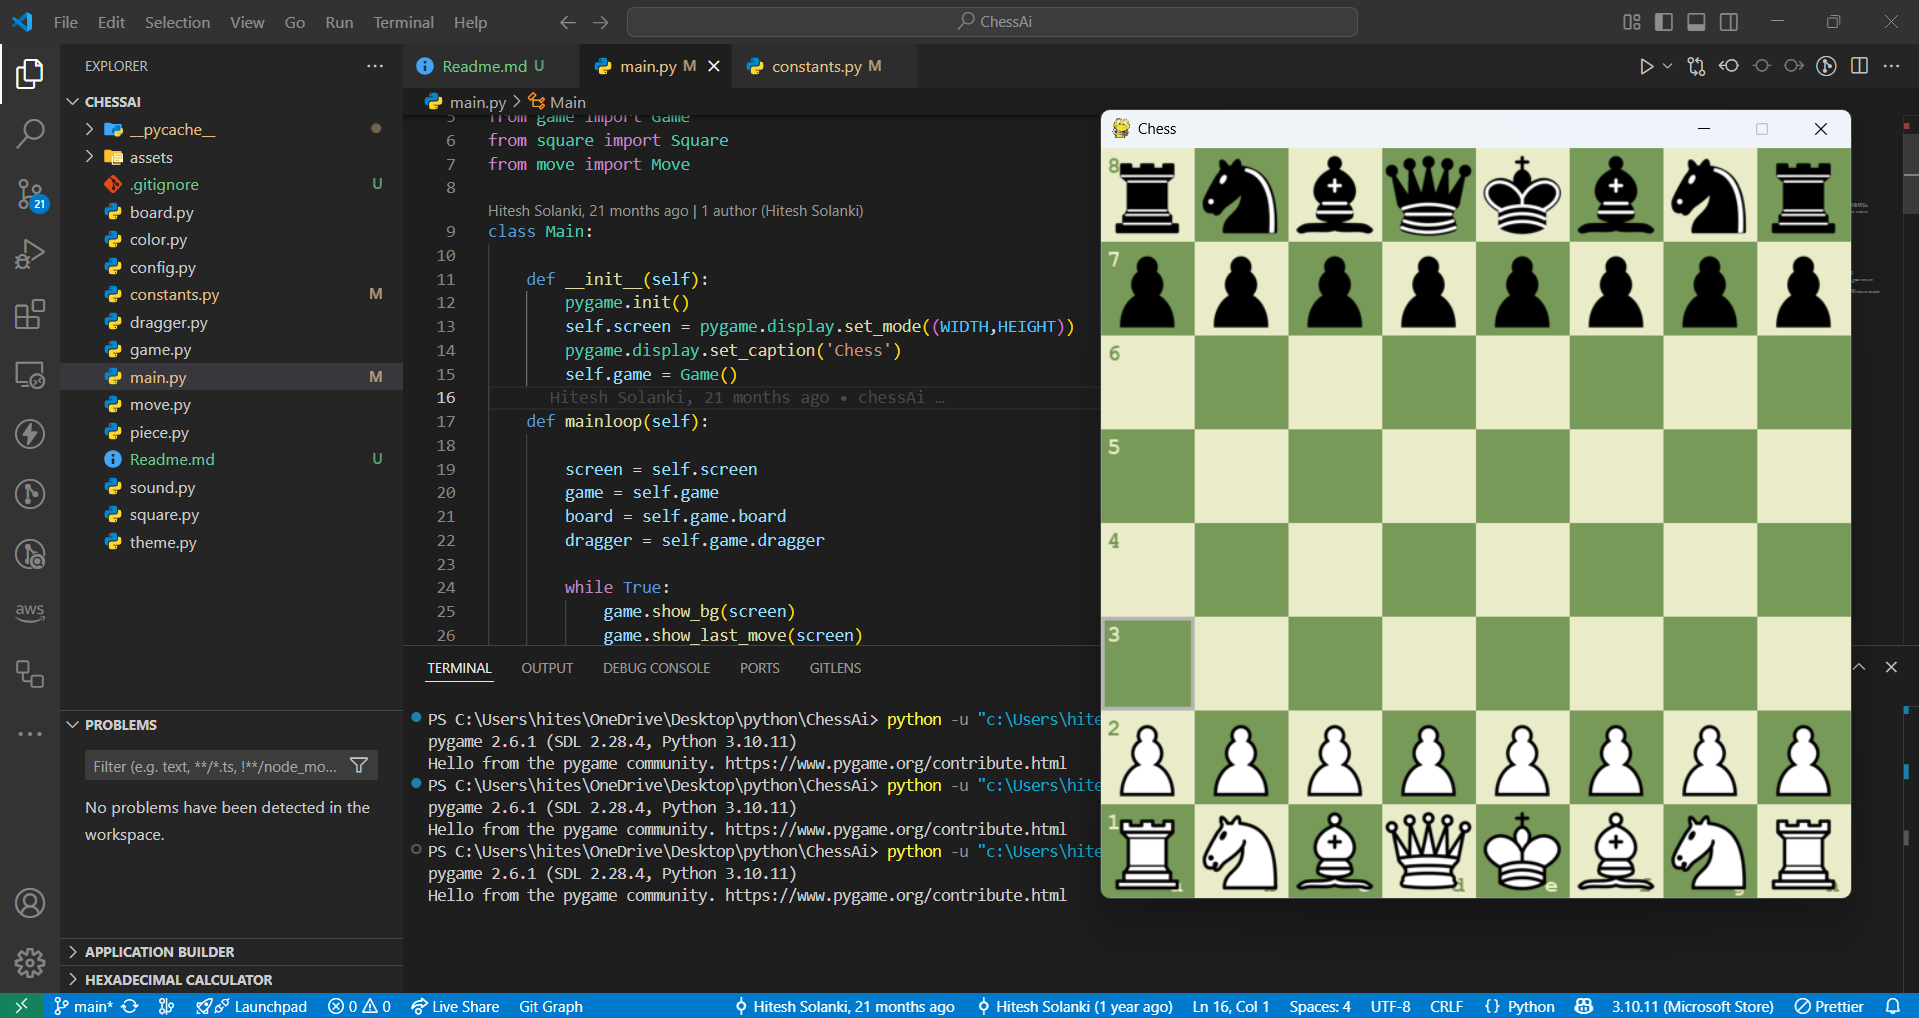 File Edit Selection View Go Run Terminal Help
ChessAi
EXPLORER
CHESSAI
__pycache__
assets
.gitignore U
board.py
color.py
config.py
constants.py M
dragger.py
game.py
main.py M
move.py
piece.py
Readme.md U
sound.py
square.py
theme.py
21
aws
PROBLEMS
Filter (e.g. text, **/*.ts, !**/node_mo...
No problems have been detected in the
workspace.
APPLICATION BUILDER
HEXADECIMAL CALCULATOR
Readme.md U
main.py M
constants.py M
main.py > Main
5 from game import Game
6 from square import Square
7 from move import Move
8
Hitesh Solanki, 21 months ago | 1 author (Hitesh Solanki)
9 class Main:
10
11 def __init__(self):
12 pygame.init()
13 self.screen = pygame.display.set_mode((WIDTH,HEIGHT))
14 pygame.display.set_caption('Chess')
15 self.game = Game()
16 Hitesh Solanki, 21 months ago • chessAi …
17 def mainloop(self):
18
19 screen = self.screen
20 game = self.game
21 board = self.game.board
22 dragger = self.game.dragger
23
24 while True:
25 game.show_bg(screen)
26 game.show_last_move(screen)
TERMINAL OUTPUT DEBUG CONSOLE PORTS GITLENS
PS C:\Users\hites\OneDrive\Desktop\python\ChessAi> python -u "c:\Users\hite
pygame 2.6.1 (SDL 2.28.4, Python 3.10.11)
Hello from the pygame community. https://www.pygame.org/contribute.html
PS C:\Users\hites\OneDrive\Desktop\python\ChessAi> python -u "c:\Users\hite
pygame 2.6.1 (SDL 2.28.4, Python 3.10.11)
Hello from the pygame community. https://www.pygame.org/contribute.html
PS C:\Users\hites\OneDrive\Desktop\python\ChessAi> python -u "c:\Users\hite
pygame 2.6.1 (SDL 2.28.4, Python 3.10.11)
Hello from the pygame community. https://www.pygame.org/contribute.html
Chess
8
7
6
5
4
3
2
1
d e
main* Launchpad 0 0 Live Share Git Graph Hitesh Solanki, 21 months ago Hitesh Solanki (1 year ago) Ln 16, Col 1 Spaces: 4 UTF-8 CRLF {} Python 3.10.11 (Microsoft Store) Prettier